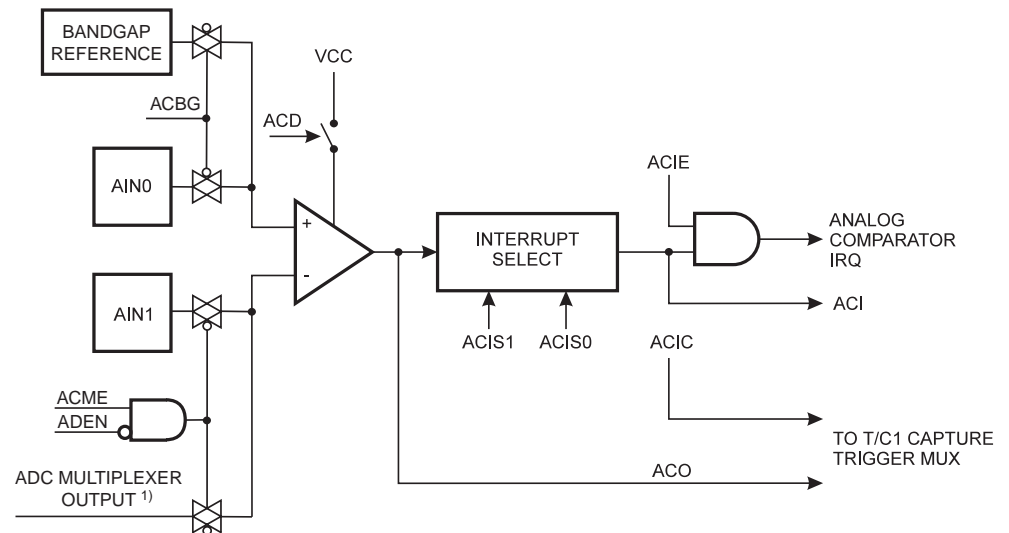 BANDGAP
REFERENCE
VCC
ACBG
ACD
AIN0
ACIE
+
-
INTERRUPT
SELECT
ANALOG
COMPARATOR
IRQ
AIN1
ACI
ACIS1
ACIS0
ACIC
ACME
ADEN
TO T/C1 CAPTURE
TRIGGER MUX
ADC MULTIPLEXER
OUTPUT 1)
ACO